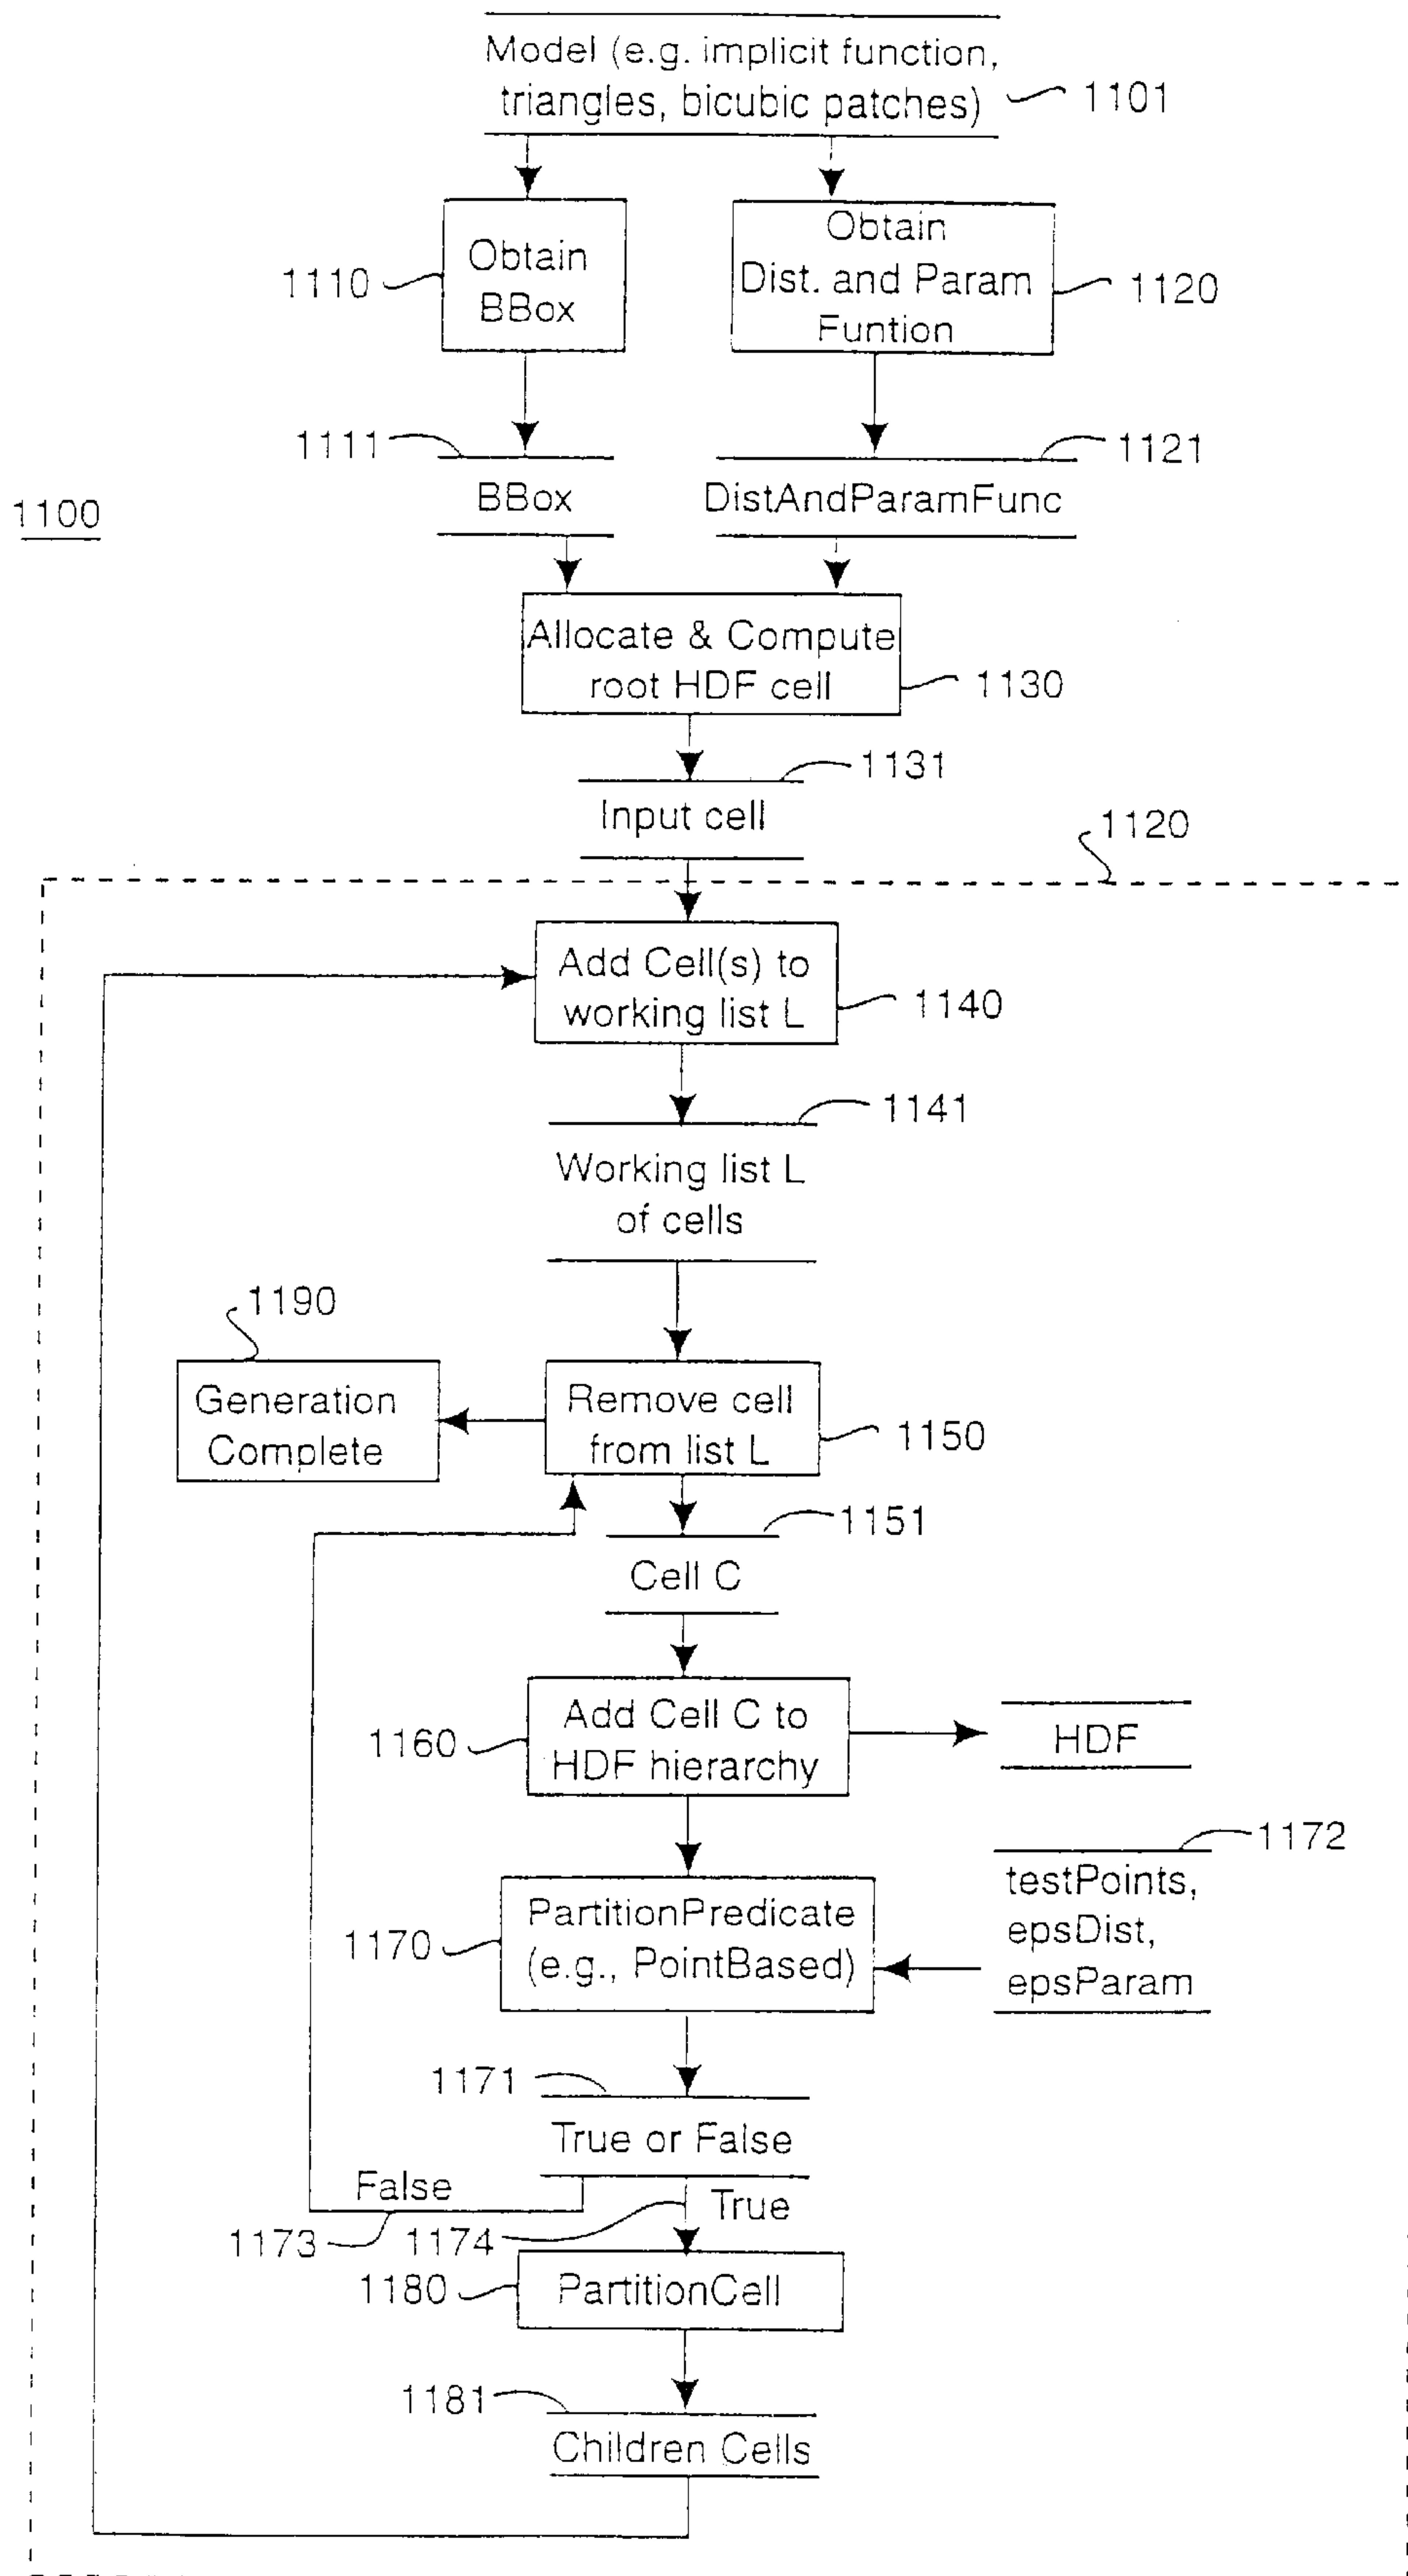 Model (e.g. implicit function,
triangles, bicubic patches)
1101
Obtain
BBox
1110
Obtain
Dist. and Param
Funtion
1120
1111
BBox
1121
DistAndParamFunc
1100
Allocate & Compute
root HDF cell
1130
1131
Input cell
1120
Add Cell(s) to
working list L
1140
1141
Working list L
of cells
1190
Generation
Complete
Remove cell
from list L
1150
1151
Cell C
1160
Add Cell C to
HDF hierarchy
HDF
1172
testPoints,
epsDist,
epsParam
1170
PartitionPredicate
(e.g., PointBased)
1171
True or False
False
True
1173
1174
1180
PartitionCell
1181
Children Cells